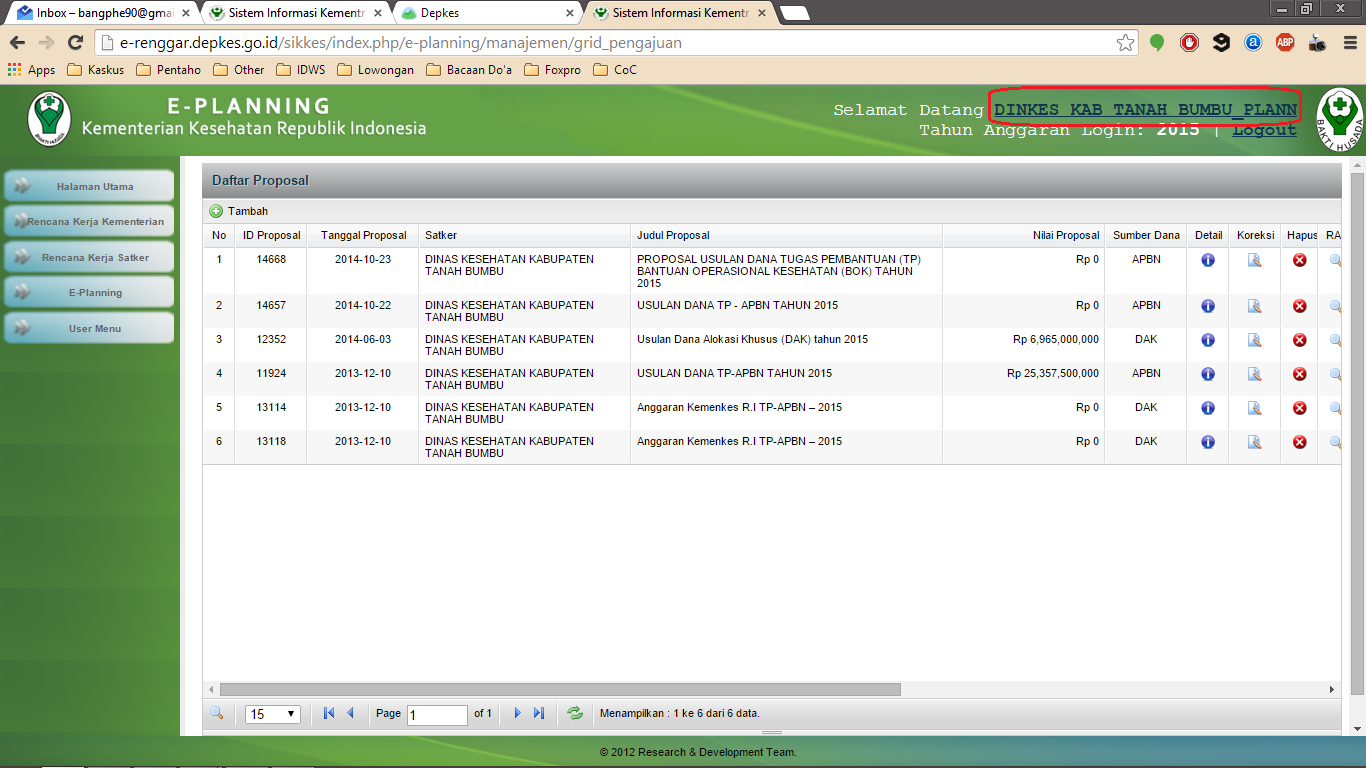 Inbox – bangphe90@gmai
Sistem Informasi Kementr
Depkes
Sistem Informasi Kementr
e-renggar.depkes.go.id/sikkes/index.php/e-planning/manajemen/grid_pengajuan
Apps Kaskus Pentaho Other IDWS Lowongan Bacaan Do'a Foxpro CoC
E-PLANNING
Kementerian Kesehatan Republik Indonesia
Selamat Datang DINKES KAB TANAH BUMBU_PLANN
Tahun Anggaran Login: 2015 | Logout
BAKTI HUSADA
BAKTI HUSADA
Halaman Utama
Rencana Kerja Kementerian
Rencana Kerja Satker
E-Planning
User Menu
Daftar Proposal
Tambah
No ID Proposal Tanggal Proposal Satker Judul Proposal Nilai Proposal Sumber Dana Detail Koreksi Hapus RA
1 14668 2014-10-23 DINAS KESEHATAN KABUPATEN PROPOSAL USULAN DANA TUGAS PEMBANTUAN (TP) Rp 0 APBN
TANAH BUMBU BANTUAN OPERASIONAL KESEHATAN (BOK) TAHUN
2015
2 14657 2014-10-22 DINAS KESEHATAN KABUPATEN USULAN DANA TP - APBN TAHUN 2015 Rp 0 APBN
TANAH BUMBU
3 12352 2014-06-03 DINAS KESEHATAN KABUPATEN Usulan Dana Alokasi Khusus (DAK) tahun 2015 Rp 6,965,000,000 DAK
TANAH BUMBU
4 11924 2013-12-10 DINAS KESEHATAN KABUPATEN USULAN DANA TP-APBN TAHUN 2015 Rp 25,357,500,000 APBN
TANAH BUMBU
5 13114 2013-12-10 DINAS KESEHATAN KABUPATEN Anggaran Kemenkes R.I TP-APBN – 2015 Rp 0 DAK
TANAH BUMBU
6 13118 2013-12-10 DINAS KESEHATAN KABUPATEN Anggaran Kemenkes R.I TP-APBN – 2015 Rp 0 DAK
TANAH BUMBU
15 Page 1 of 1 Menampilkan : 1 ke 6 dari 6 data.
© 2012 Research & Development Team.